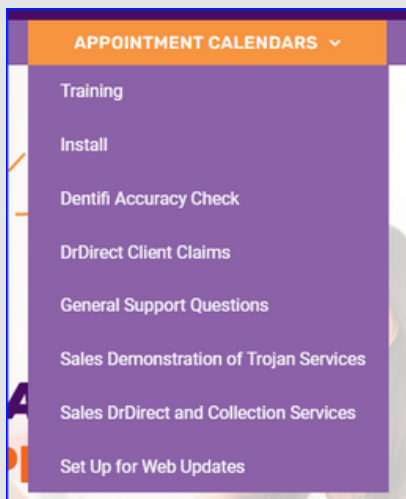 APPOINTMENT CALENDARS
Training
Install
Dentifi Accuracy Check
DrDirect Client Claims
General Support Questions
Sales Demonstration of Trojan Services
Sales DrDirect and Collection Services
Set Up for Web Updates